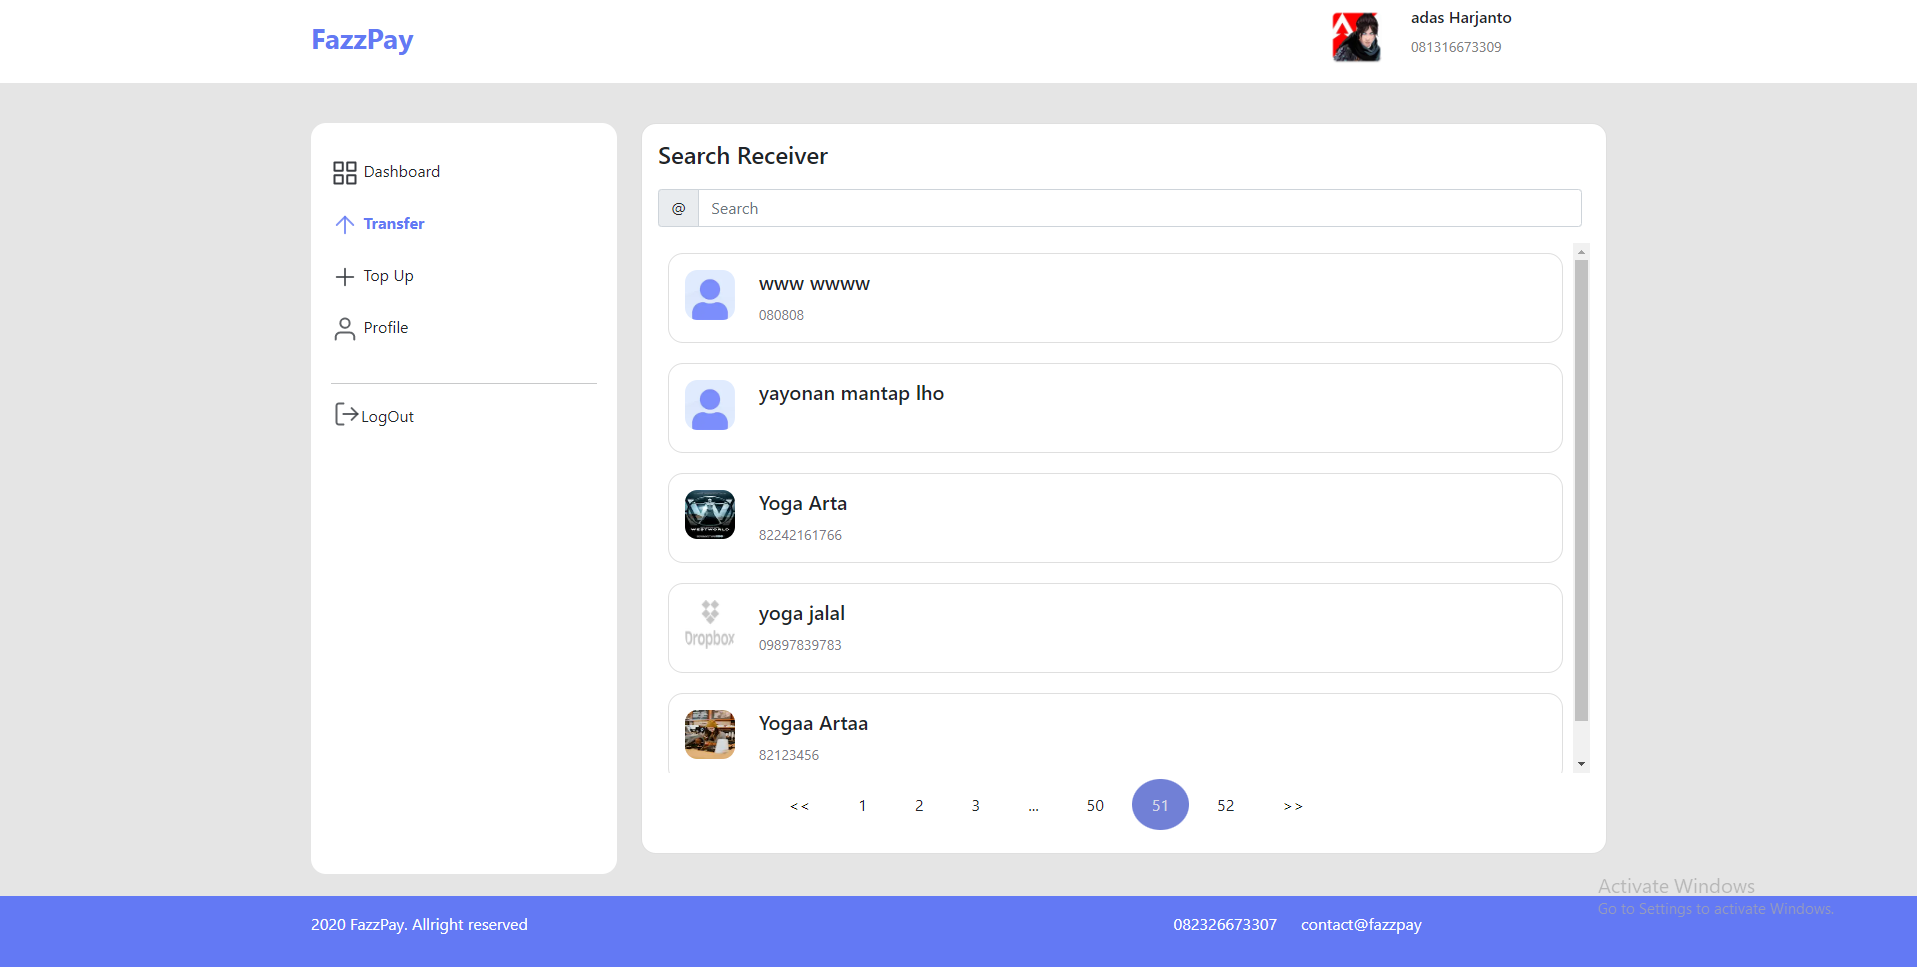 FazzPay
adas Harjanto
081316673309
Dashboard
Transfer
Top Up
Profile
LogOut
Search Receiver
@ Search
www wwww
080808
yayonan mantap lho
Yoga Arta
82242161766
WESTWORLD
yoga jalal
09897839783
Dropbox
Yogaa Artaa
82123456
<< 1 2 3 ... 50 51 52 >>
Activate Windows
Go to Settings to activate Windows.
2020 FazzPay. Allright reserved
082326673307 contact@fazzpay